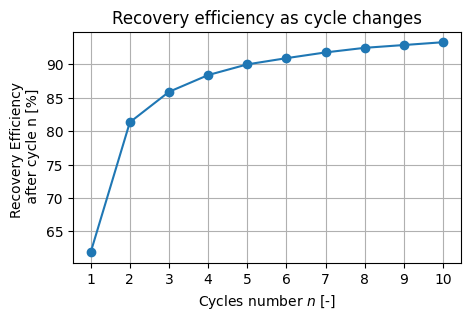 Recovery efficiency as cycle changes
Recovery Efficiency
after cycle n [%]
90
85
80
75
70
65
1 2 3 4 5 6 7 8 9 10
Cycles number n [-]